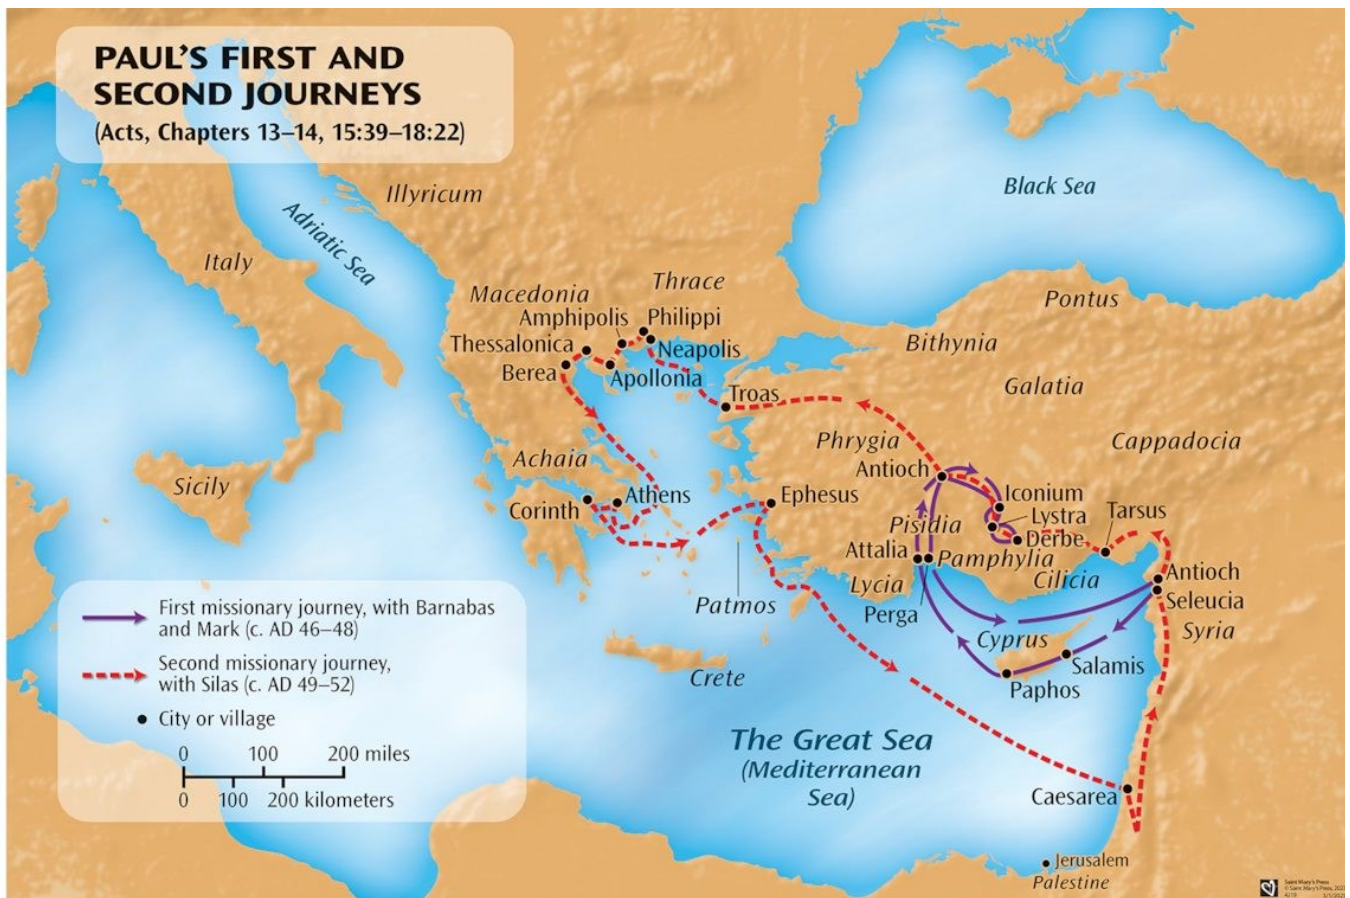 PAUL'S FIRST AND
SECOND JOURNEYS
(Acts, Chapters 13–14, 15:39–18:22)
Illyricum
Adriatic Sea
Italy
Black Sea
Thrace
Macedonia
Pontus
Amphipolis
Philippi
Bithynia
Thessalonica
Neapolis
Berea
Apollonia
Galatia
Troas
Phrygia
Cappadocia
Achaia
Antioch
Sicily
Athens
Ephesus
Iconium
Corinth
Lystra
Tarsus
Pisidia
Derbe
Attalia
Pamphylia
Lycia
Cilicia
Antioch
Patmos
Perga
Seleucia
Syria
Cyprus
Salamis
Crete
Paphos
First missionary journey, with Barnabas
and Mark (c. AD 46–48)
Second missionary journey,
with Silas (c. AD 49–52)
City or village
0 100 200 miles
0 100 200 kilometers
The Great Sea
(Mediterranean
Sea)
Caesarea
Jerusalem
Palestine
Saint Mary's Press